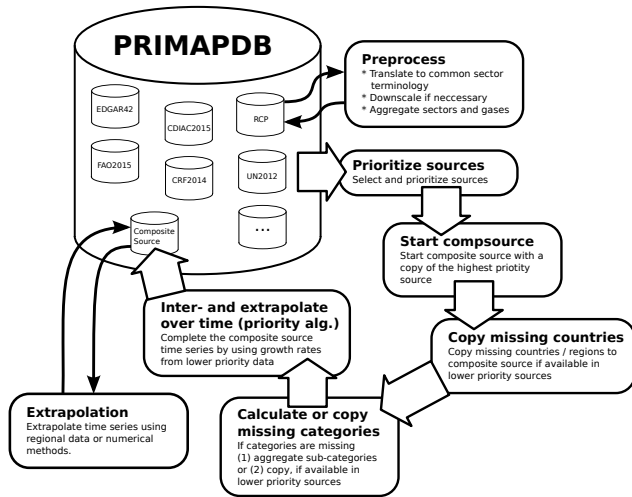 PRIMAPDB
EDGAR42
CDIAC2015
RCP
FAO2015
CRF2014
UN2012
Composite
Source
...
Preprocess
* Translate to common sector
terminology
* Downscale if neccessary
* Aggregate sectors and gases
Prioritize sources
Select and prioritize sources
Start compsource
Start composite source with a
copy of the highest priotity
source
Copy missing countries
Copy missing countries / regions to
composite source if available in
lower priority sources
Calculate or copy
missing categories
If categories are missing
(1) aggregate sub-categories
or (2) copy, if available in
lower priority sources
Inter- and extrapolate
over time (priority alg.)
Complete the composite source
time series by using growth rates
from lower priority data
Extrapolation
Extrapolate time series using
regional data or numerical
methods.